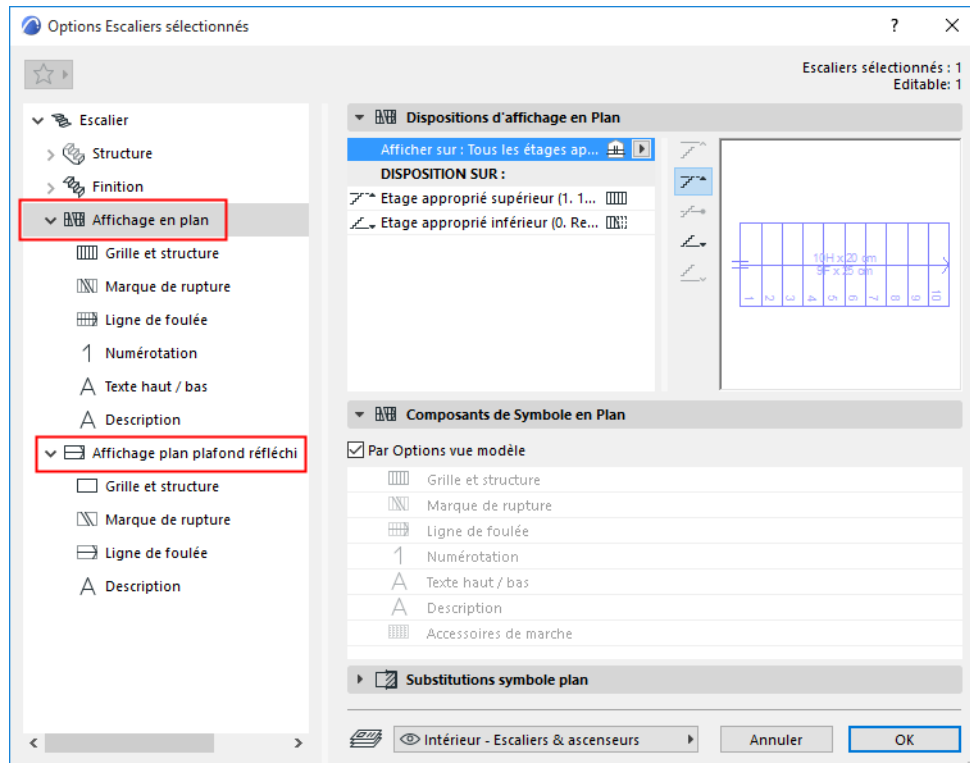 Options Escaliers sélectionnés
?
Escaliers sélectionnés : 1
Editable: 1
Escalier
Structure
Finition
Affichage en plan
Grille et structure
Marque de rupture
Ligne de foulée
Numérotation
Texte haut / bas
Description
Affichage plan plafond réfléchi
Grille et structure
Marque de rupture
Ligne de foulée
Description
Dispositions d'affichage en Plan
Afficher sur : Tous les étages ap...
DISPOSITION SUR :
Etage approprié supérieur (1. 1...
Etage approprié inférieur (0. Re...
10H x 20 cm
9F x 25 cm
1 2 3 4 5 6 7 8 9 10
Composants de Symbole en Plan
Par Options vue modèle
Grille et structure
Marque de rupture
Ligne de foulée
Numérotation
Texte haut / bas
Description
Accessoires de marche
Substitutions symbole plan
Intérieur - Escaliers & ascenseurs
Annuler
OK